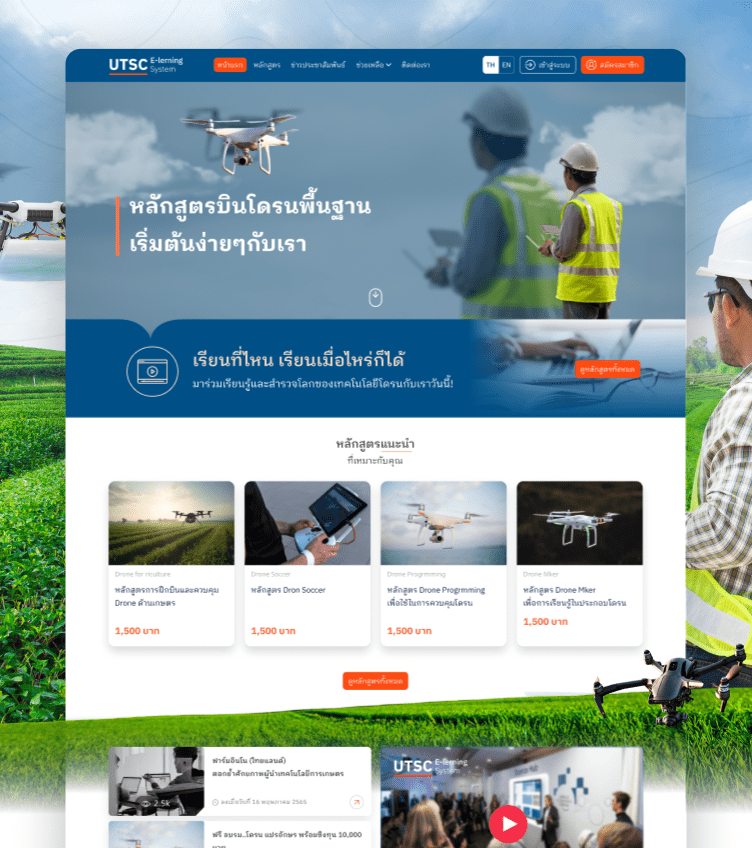 UTSC E-lerning
System
หน้าแรก หลักสูตร ข่าวประชาสัมพันธ์ ช่วยเหลือ ติดต่อเรา TH EN เข้าสู่ระบบ สมัครสมาชิก
หลักสูตรบินโดรนพื้นฐาน
เริ่มต้นง่ายๆกับเรา
เรียนที่ไหน เรียนเมื่อไหร่ก็ได้
มาร่วมเรียนรู้และสำรวจโลกของเทคโนโลยีโดรนกับเราวันนี้!
ดูหลักสูตรทั้งหมด
หลักสูตรแนะนำ
ที่เหมาะกับคุณ
Drone for riculture
หลักสูตรการฝึกบินและควบคุม
Drone ด้านเกษตร
1,500 บาท
Drone Soccer
หลักสูตร Dron Soccer
1,500 บาท
Drone Progrmming
หลักสูตร Drone Progrmming
เพื่อใช้ในการควบคุมโดรน
1,500 บาท
Drone Mker
หลักสูตร Drone Mker
เพื่อการเรียนรู้ในประกอบโดรน
1,500 บาท
ดูหลักสูตรทั้งหมด
2.5k
ฟาร์มอินโน (ไทยแลนด์)
ตอกย้ำศักยภาพผู้นำเทคโนโลยีการเกษตร
ลงเมื่อวันที่ 16 พฤษภาคม 2565
ฟรี อบรม..โดรน แปรอักษร พร้อมชิงทุน 10,000
บาท
UTSC E-lerning
System